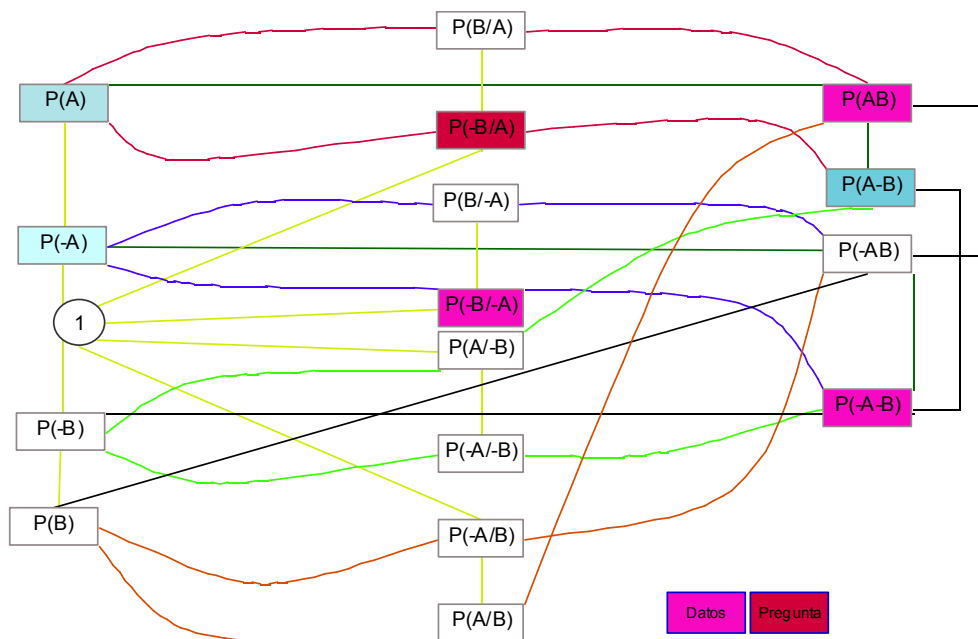 P(B/A)
P(A)
P(AB)
P(-B/A)
P(A-B)
P(B/-A)
P(-A)
P(-AB)
P(-B/-A)
1
P(A/-B)
P(-A-B)
P(-B)
P(-A/-B)
P(B)
P(-A/B)
P(A/B)
Datos
Pregunta